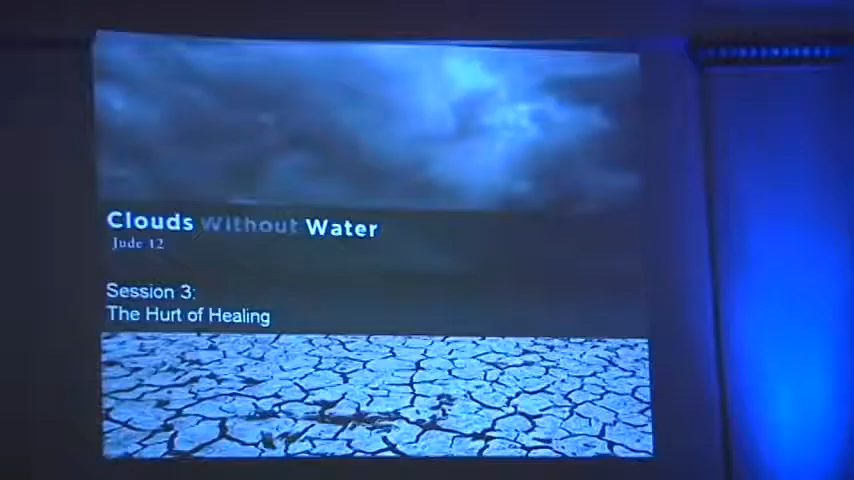 Clouds without Water
Jude 12
Session 3:
The Hurt of Healing